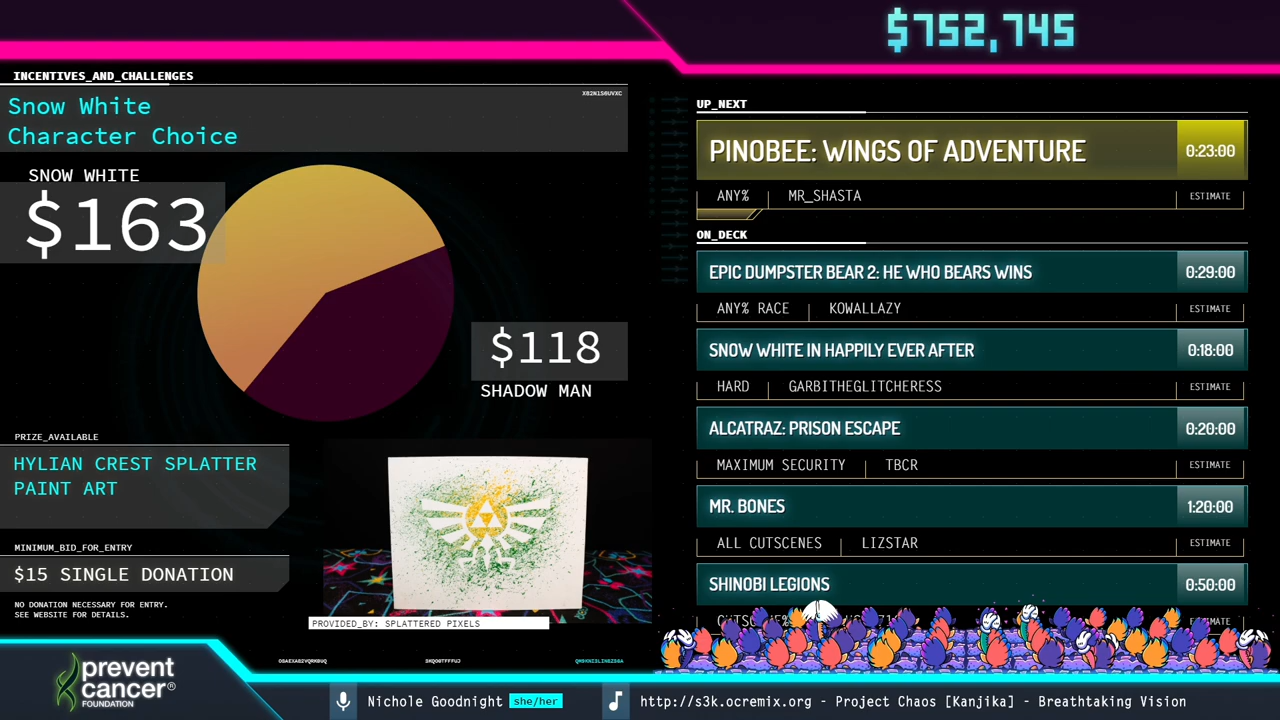 $752,745
INCENTIVES_AND_CHALLENGES
Snow White
Character Choice
SNOW WHITE
$163
$118
SHADOW MAN
PRIZE_AVAILABLE
HYLIAN CREST SPLATTER
PAINT ART
MINIMUM_BID_FOR_ENTRY
$15 SINGLE DONATION
NO DONATION NECESSARY FOR ENTRY.
SEE WEBSITE FOR DETAILS.
PROVIDED_BY: SPLATTERED PIXELS
UP_NEXT
PINOBEE: WINGS OF ADVENTURE 0:23:00
ANY% MR_SHASTA ESTIMATE
ON_DECK
EPIC DUMPSTER BEAR 2: HE WHO BEARS WINS 0:29:00
ANY% RACE KOWALLAZY ESTIMATE
SNOW WHITE IN HAPPILY EVER AFTER 0:18:00
HARD GARBITHEGLITCHERESS ESTIMATE
ALCATRAZ: PRISON ESCAPE 0:20:00
MAXIMUM SECURITY TBCR ESTIMATE
MR. BONES 1:20:00
ALL CUTSCENES LIZSTAR ESTIMATE
SHINOBI LEGIONS 0:50:00
prevent
cancer®
FOUNDATION
Nichole Goodnight she/her
http://s3k.ocremix.org - Project Chaos [Kanjika] - Breathtaking Vision